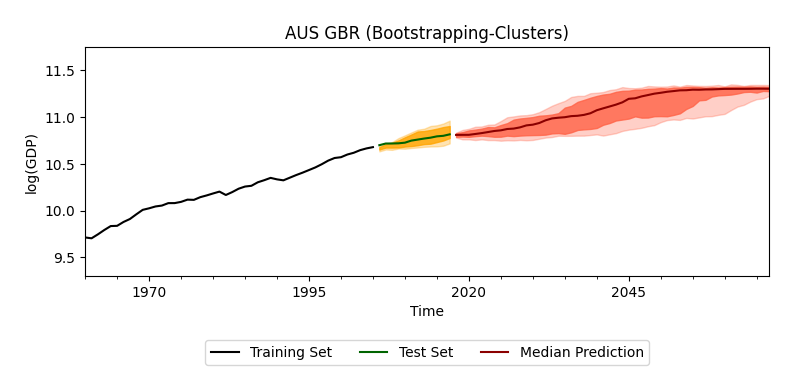 AUS GBR (Bootstrapping-Clusters)
11.5
11.0
10.5
10.0
9.5
log(GDP)
1970 1995 2020 2045
Time
Training Set Test Set Median Prediction